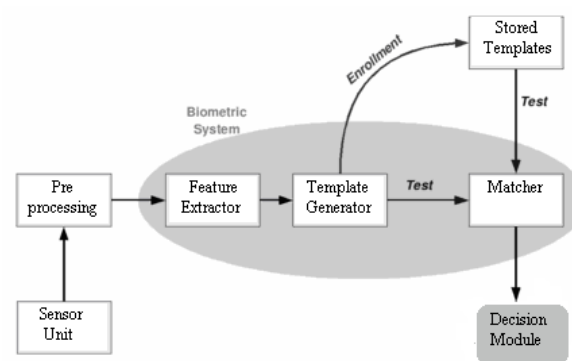 Stored
Templates
Enrollment
Test
Biometric
System
Pre
processing
Feature
Extractor
Template
Generator
Test
Matcher
Sensor
Unit
Decision
Module